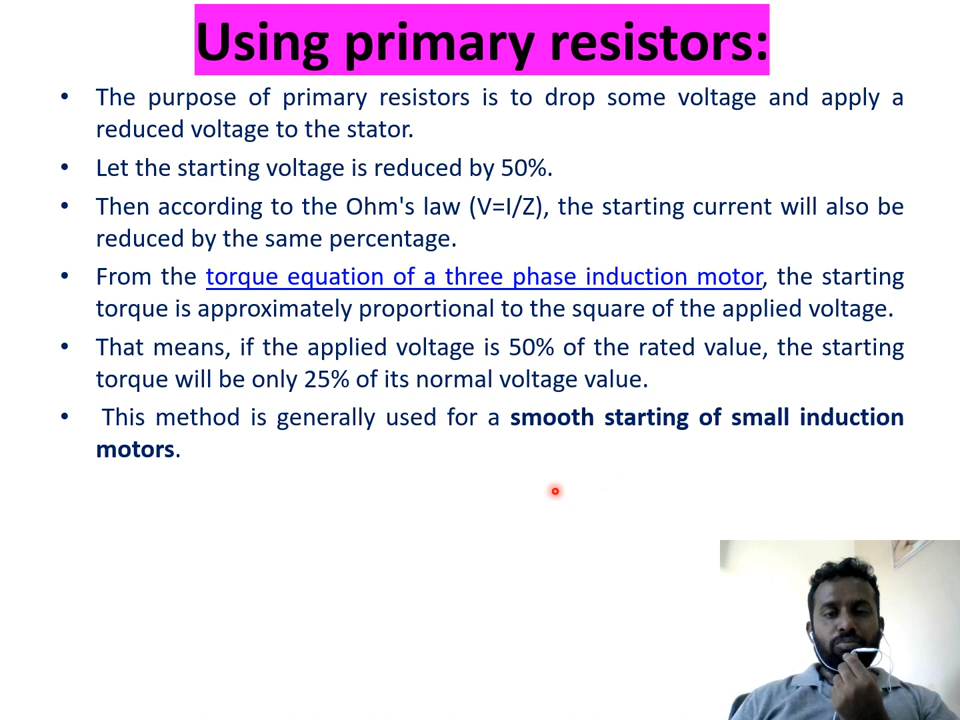 Using primary resistors:
• The purpose of primary resistors is to drop some voltage and apply a
reduced voltage to the stator.
• Let the starting voltage is reduced by 50%.
• Then according to the Ohm's law (V=I/Z), the starting current will also be
reduced by the same percentage.
• From the torque equation of a three phase induction motor, the starting
torque is approximately proportional to the square of the applied voltage.
• That means, if the applied voltage is 50% of the rated value, the starting
torque will be only 25% of its normal voltage value.
• This method is generally used for a smooth starting of small induction
motors.